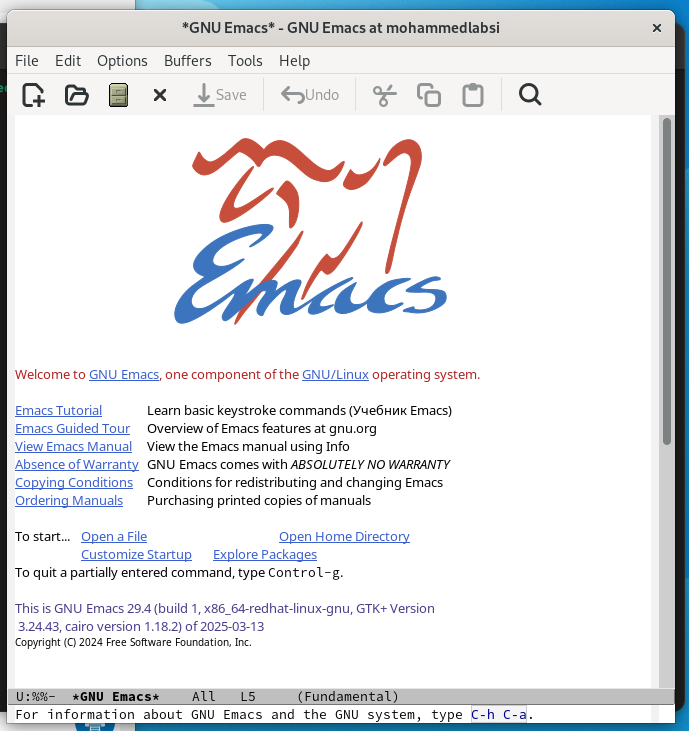 *GNU Emacs* - GNU Emacs at mohammedlabsi
File Edit Options Buffers Tools Help
Save Undo
Emacs
Welcome to GNU Emacs, one component of the GNU/Linux operating system.
Emacs Tutorial Learn basic keystroke commands (Учебник Emacs)
Emacs Guided Tour Overview of Emacs features at gnu.org
View Emacs Manual View the Emacs manual using Info
Absence of Warranty GNU Emacs comes with ABSOLUTELY NO WARRANTY
Copying Conditions Conditions for redistributing and changing Emacs
Ordering Manuals Purchasing printed copies of manuals
To start... Open a File Open Home Directory
Customize Startup Explore Packages
To quit a partially entered command, type Control-g.
This is GNU Emacs 29.4 (build 1, x86_64-redhat-linux-gnu, GTK+ Version
3.24.43, cairo version 1.18.2) of 2025-03-13
Copyright (C) 2024 Free Software Foundation, Inc.
U:%%- *GNU Emacs* All L5 (Fundamental)
For information about GNU Emacs and the GNU system, type C-h C-a.